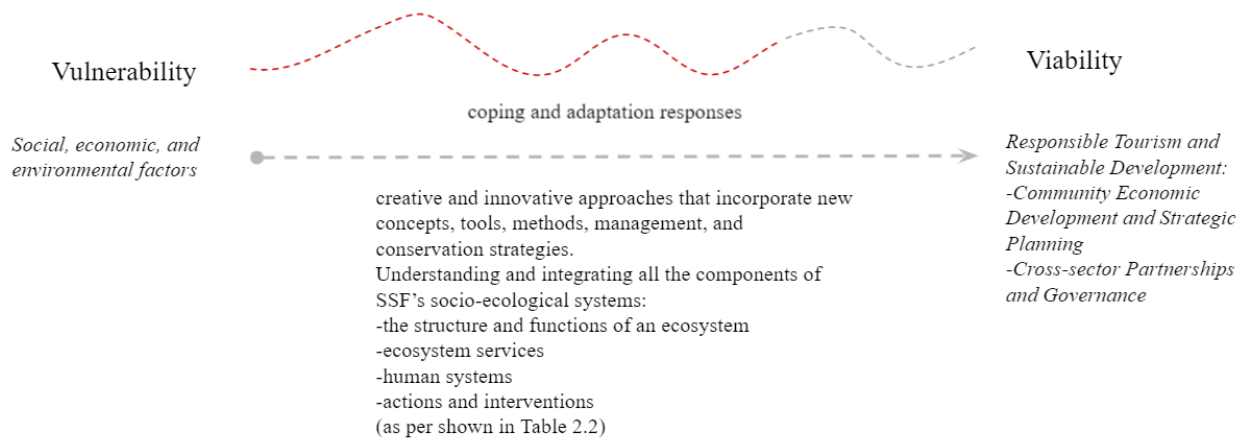 Vulnerability
Viability
coping and adaptation responses
Social, economic, and
environmental factors
creative and innovative approaches that incorporate new
concepts, tools, methods, management, and
conservation strategies.
Understanding and integrating all the components of
SSF’s socio-ecological systems:
-the structure and functions of an ecosystem
-ecosystem services
-human systems
-actions and interventions
(as per shown in Table 2.2)
Responsible Tourism and
Sustainable Development:
-Community Economic
Development and Strategic
Planning
-Cross-sector Partnerships
and Governance